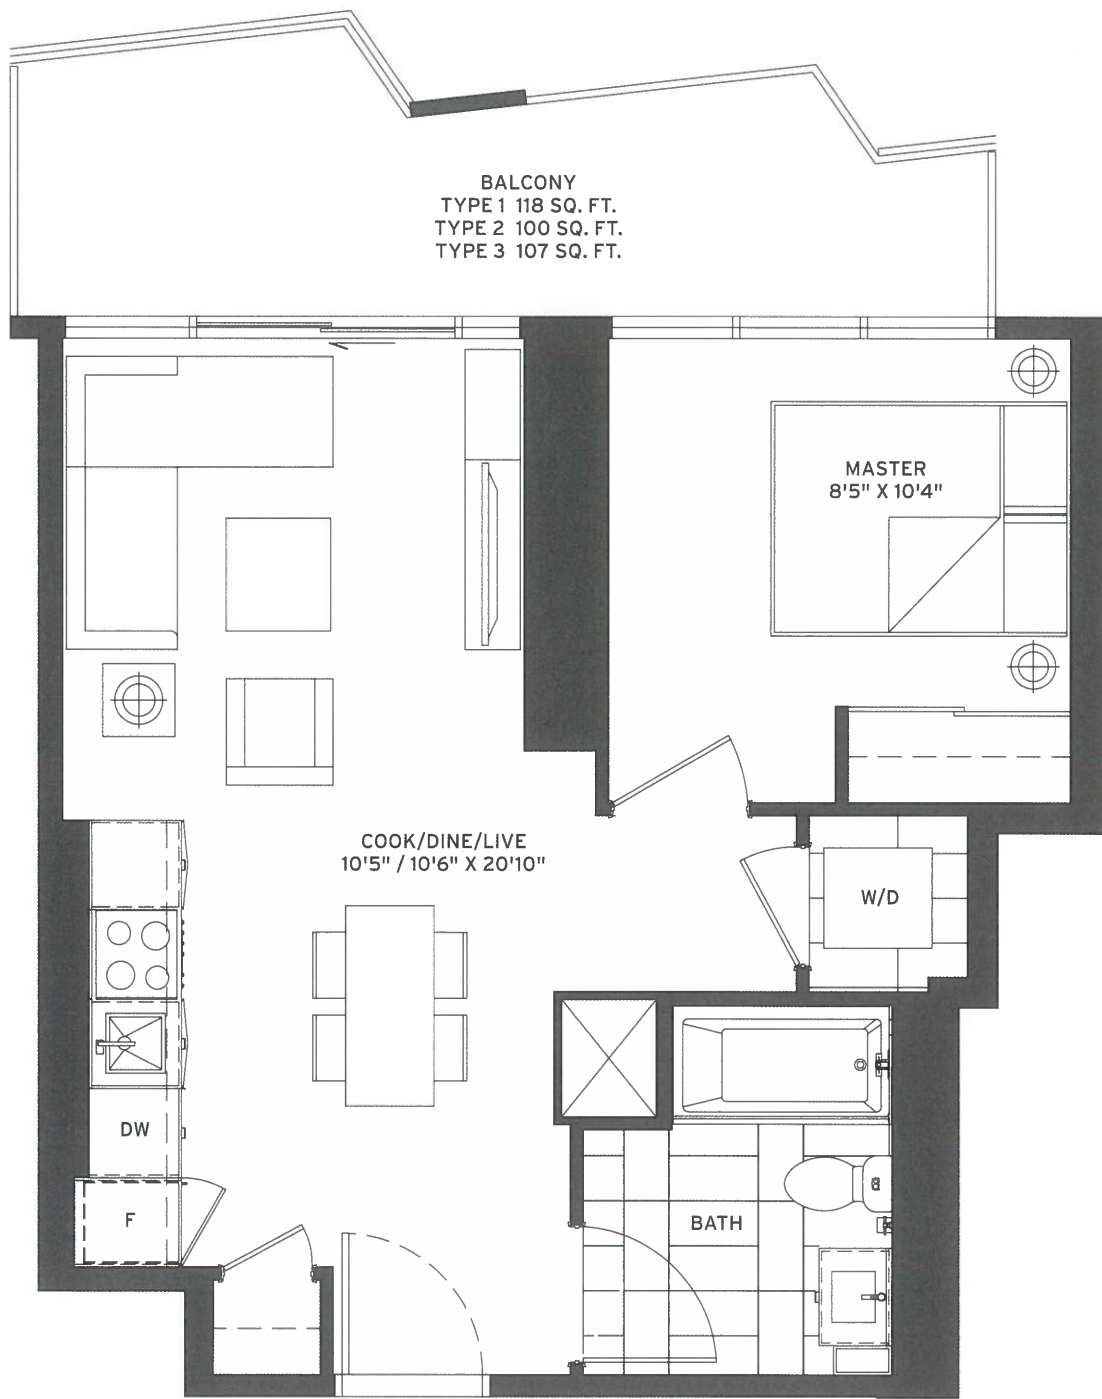 BALCONY
TYPE 1 118 SQ. FT.
TYPE 2 100 SQ. FT.
TYPE 3 107 SQ. FT.
MASTER
8'5" X 10'4"
COOK/DINE/LIVE
10'5" / 10'6" X 20'10"
W/D
DW
F
BATH